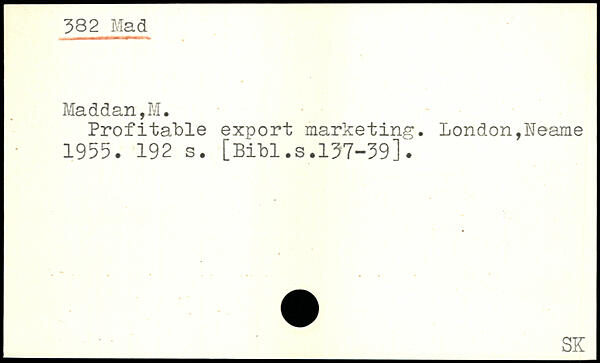 382 Mad
Maddan,M.
Profitable export marketing. London,Neame
1955. 192 s. [Bibl.s.137-39].
SK